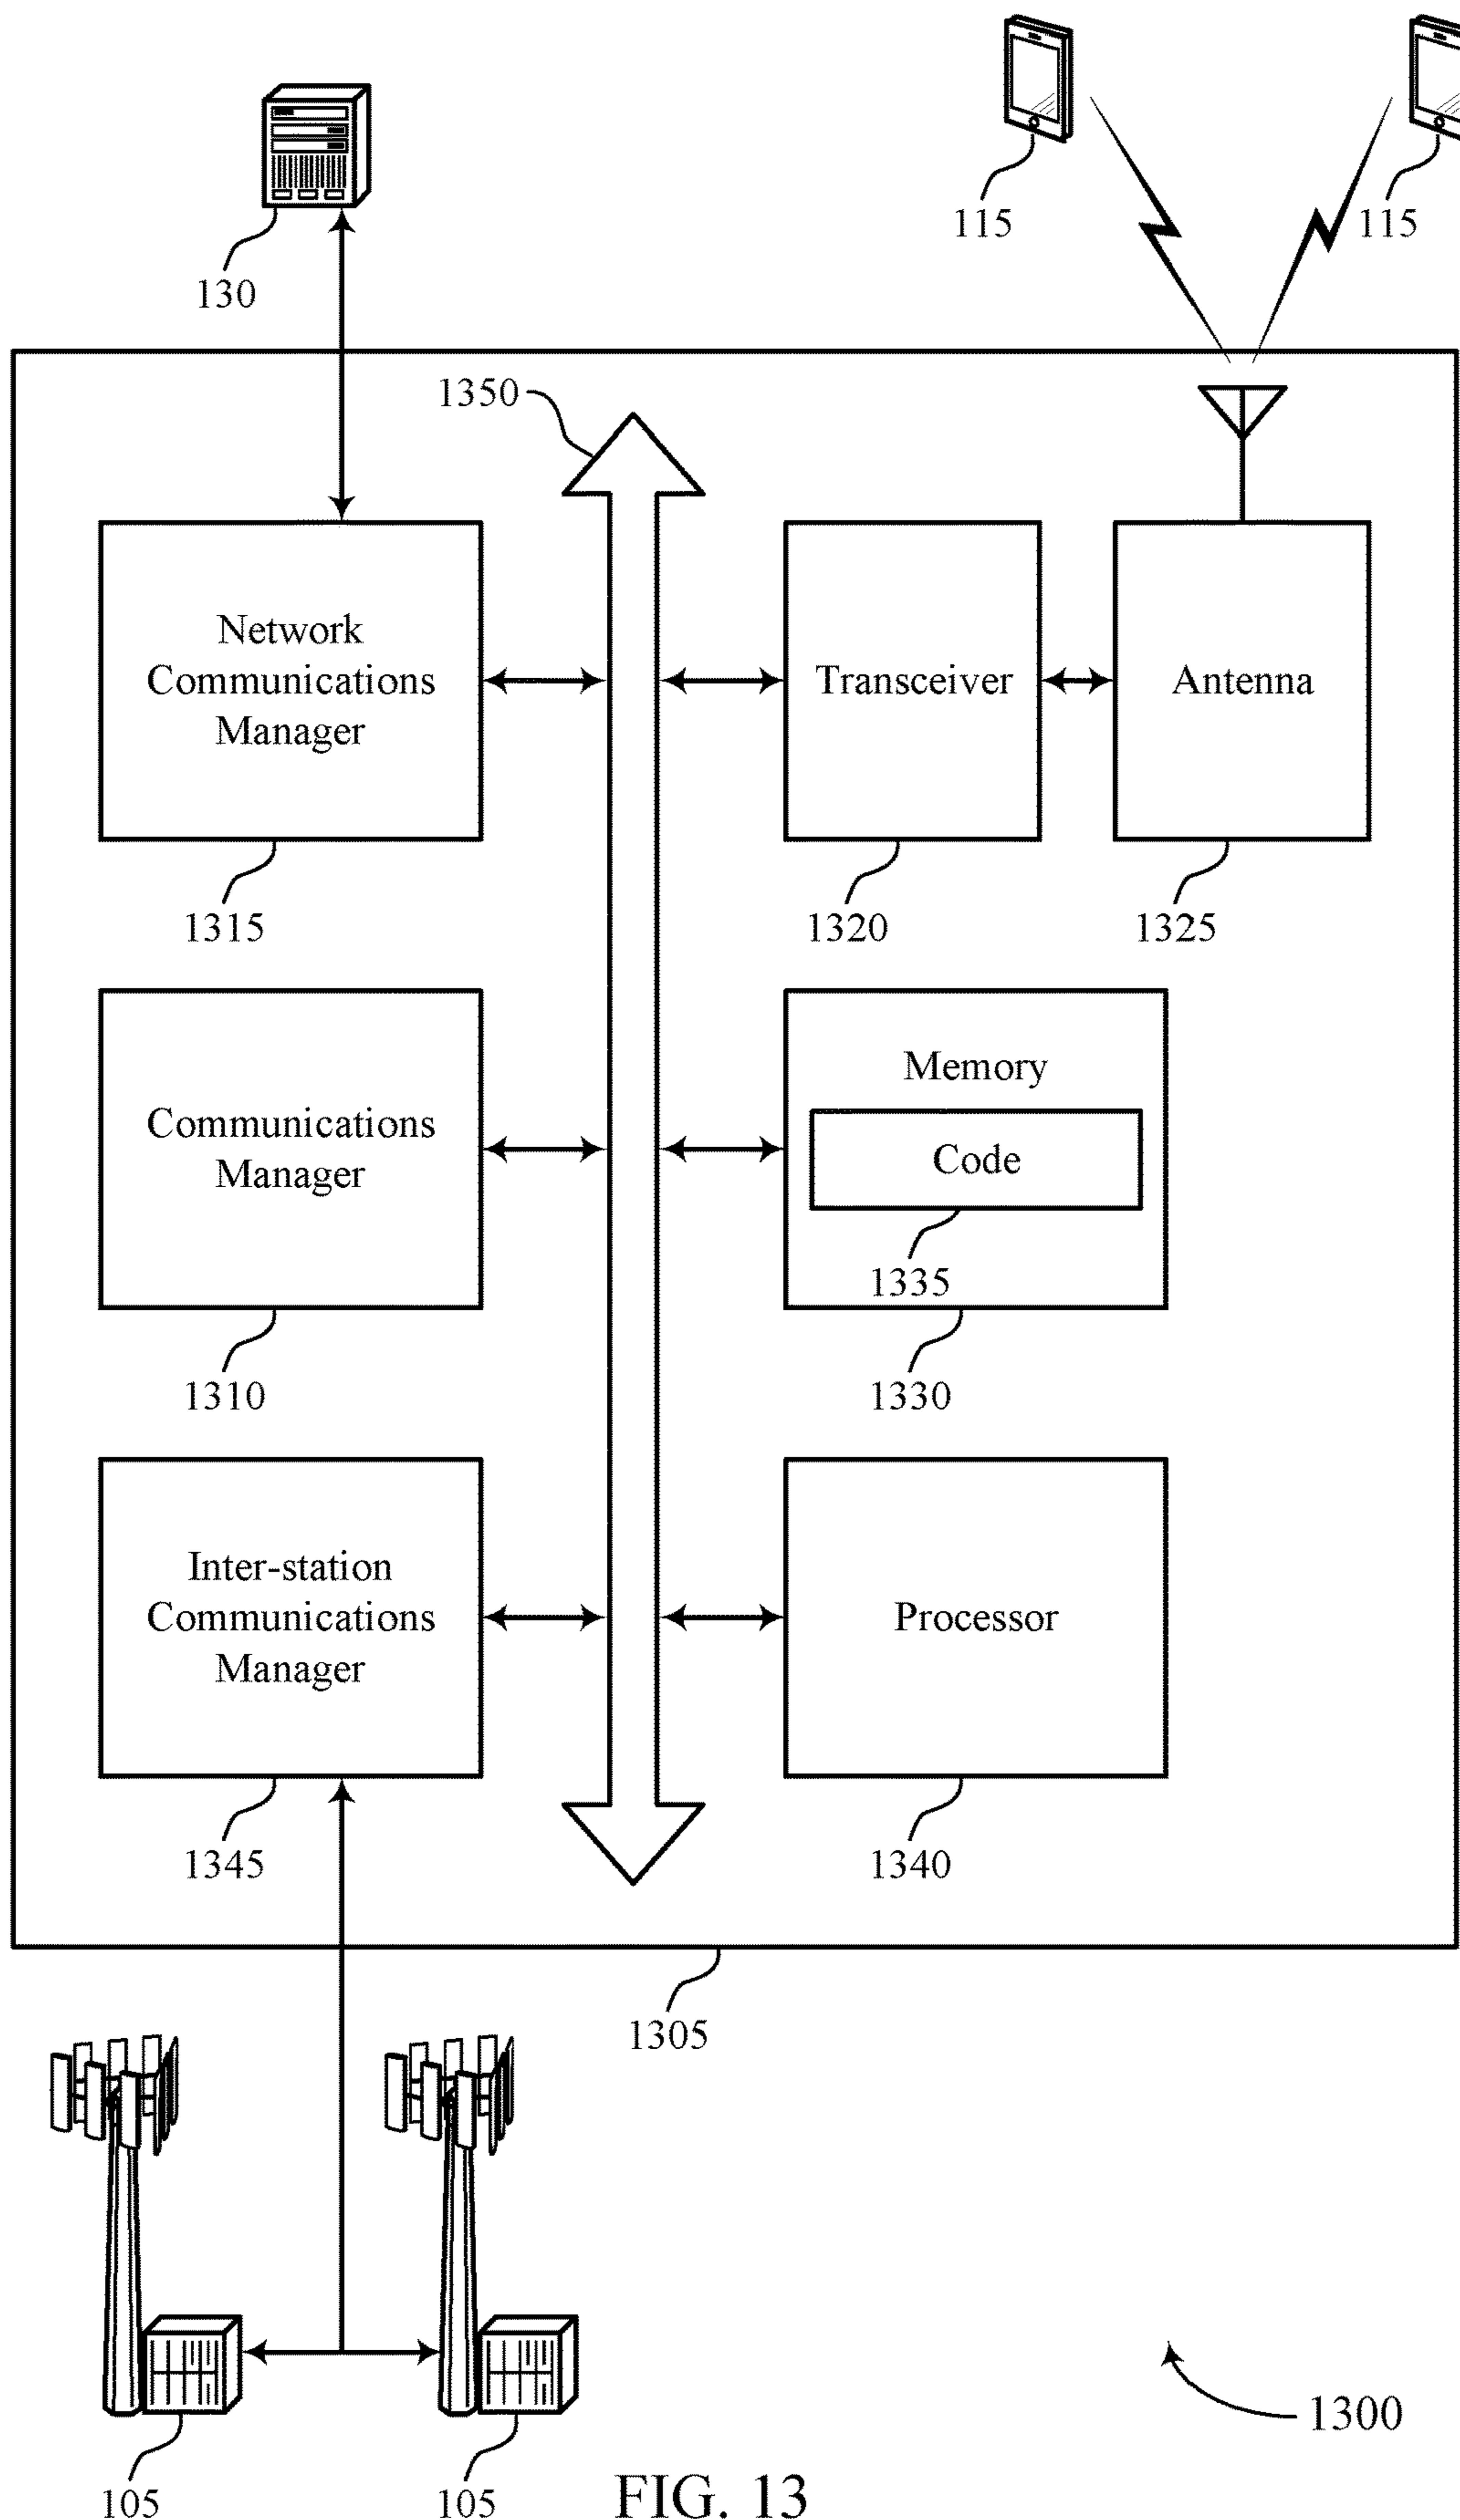 115
115
130
1350
Network
Communications
Manager
Transceiver
Antenna
1315
1320
1325
Communications
Manager
Memory
Code
1335
1310
1330
Inter-station
Communications
Manager
Processor
1345
1340
1305
1300
105
105
FIG. 13